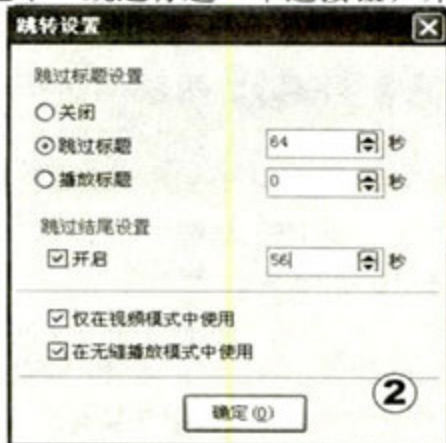 跳转设置
跳过标题设置
关闭
跳过标题 64 秒
播放标题 0 秒
跳过结尾设置
开启 56 秒
仅在视频模式中使用
在无缝播放模式中使用
确定(O)
②